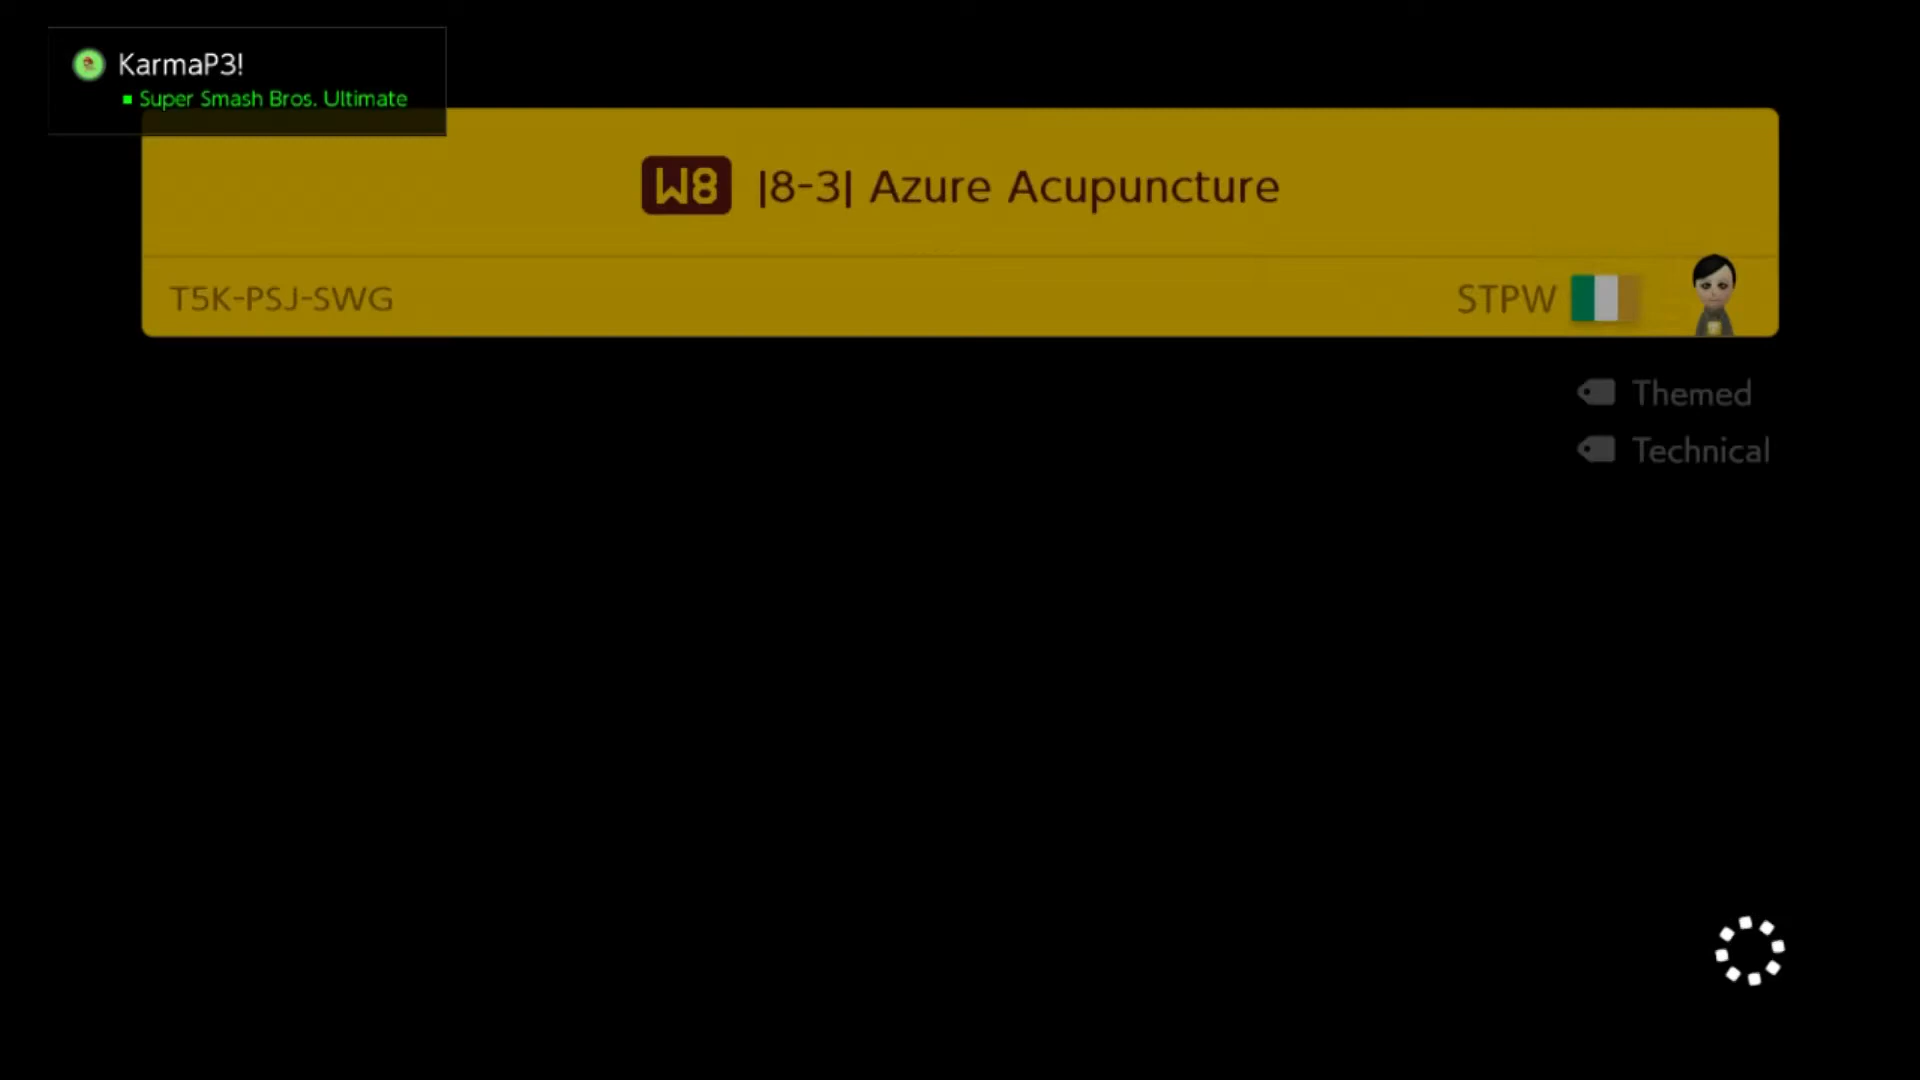 KarmaP3!
Super Smash Bros. Ultimate
W8 |8-3| Azure Acupuncture
T5K-PSJ-SWG
STPW
Themed
Technical